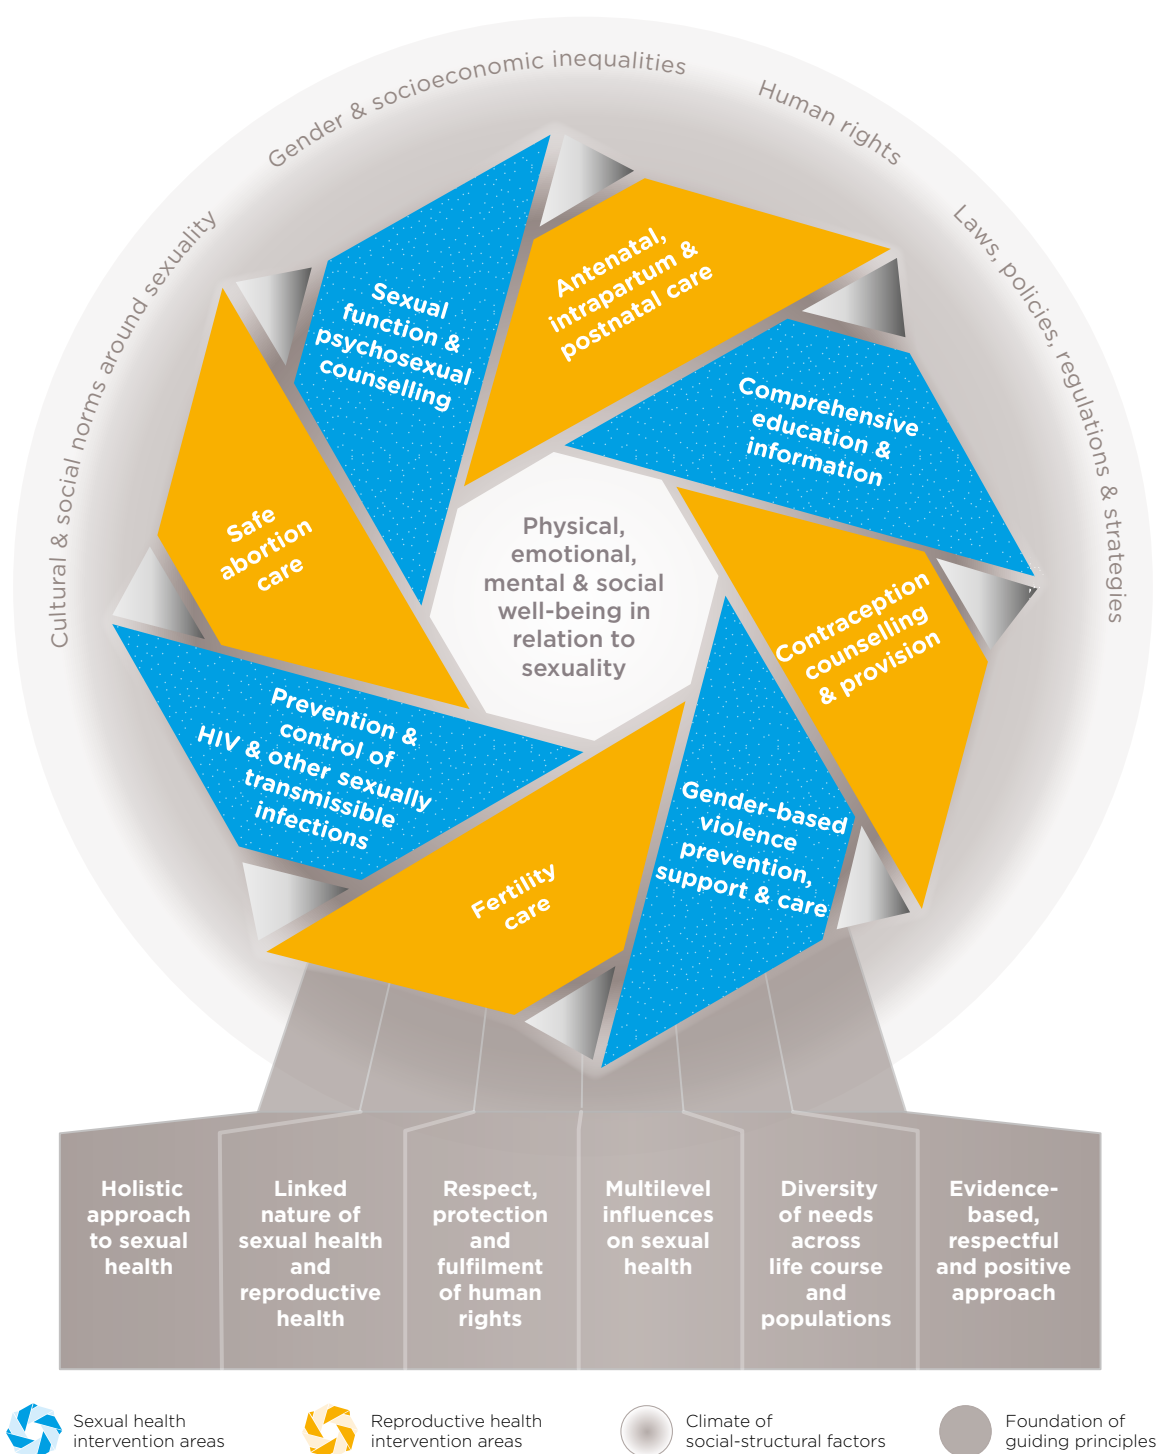 Cultural & social norms around sexuality
Gender & socioeconomic inequalities
Human rights
Laws, policies, regulations & strategies
Antenatal,
intrapartum &
postnatal care
Sexual
function &
psychosexual
counselling
Comprehensive
education &
information
Safe
abortion
care
Physical,
emotional,
mental & social
well-being in
relation to
sexuality
Contraception
counselling
& provision
Prevention &
control of
HIV & other sexually
transmissible
infections
Gender-based
violence
prevention,
support & care
Fertility
care
Holistic
approach
to sexual
health
Linked
nature of
sexual health
and
reproductive
health
Respect,
protection
and
fulfilment
of human
rights
Multilevel
influences
on sexual
health
Diversity
of needs
across
life course
and
populations
Evidence-
based,
respectful
and positive
approach
Sexual health
intervention areas
Reproductive health
intervention areas
Climate of
social-structural factors
Foundation of
guiding principles